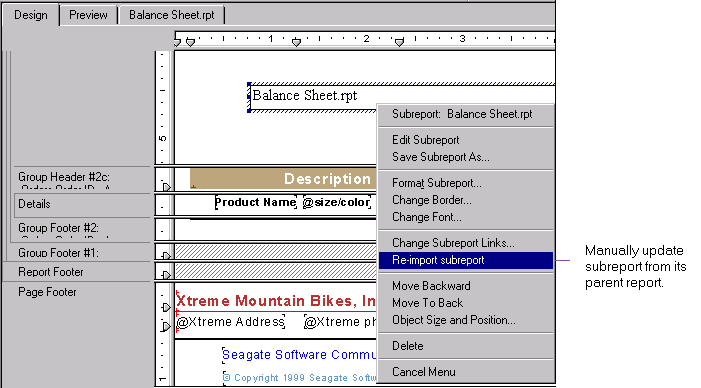 Design Preview Balance Sheet.rpt
1 2 3
Balance Sheet.rpt
5
Group Header #2c:
Description
Details
Product Name @size/color
Group Footer #2:
Group Footer #1:
Report Footer
Page Footer
Xtreme Mountain Bikes, In
@Xtreme Address @Xtreme ph
Seagate Software Commu
© Copyright 1999 Seagate Softw
1
Subreport: Balance Sheet.rpt
Edit Subreport
Save Subreport As...
Format Subreport...
Change Border...
Change Font...
Change Subreport Links...
Re-import subreport
Move Backward
Move To Back
Object Size and Position...
Delete
Cancel Menu
Manually update
subreport from its
parent report.